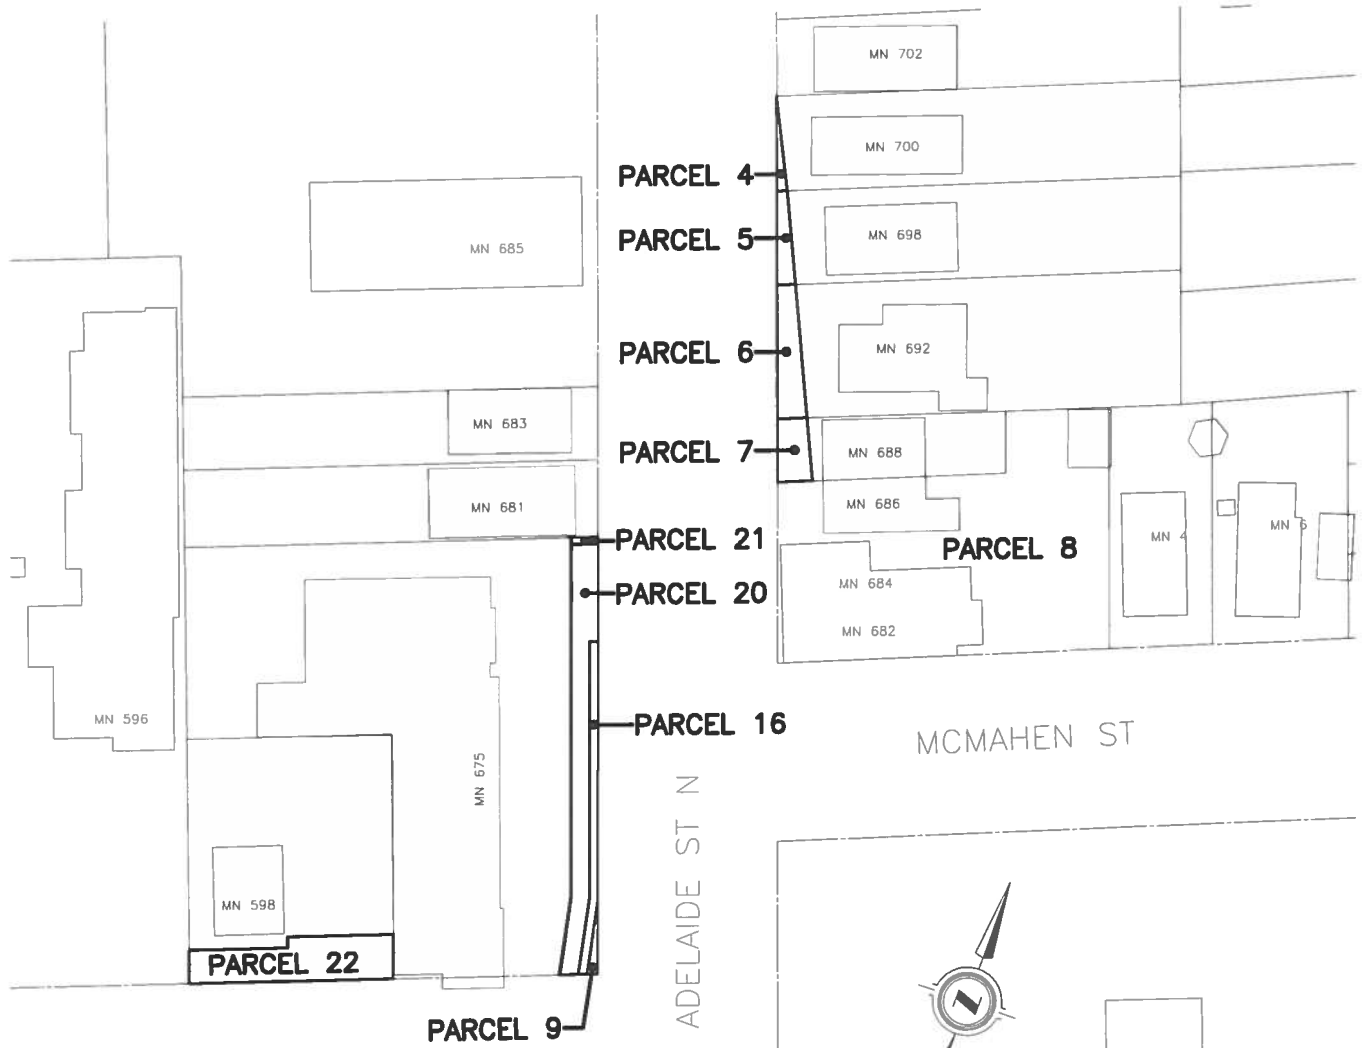 MN 702
MN 700
PARCEL 4
PARCEL 5
MN 698
MN 685
PARCEL 6
MN 692
MN 683
PARCEL 7
MN 688
MN 681
MN 686
PARCEL 21
PARCEL 8
MN 4
MN 6
PARCEL 20
MN 684
MN 682
MN 596
PARCEL 16
MCMAHEN ST
MN 675
ADELAIDE ST N
MN 598
PARCEL 22
PARCEL 9